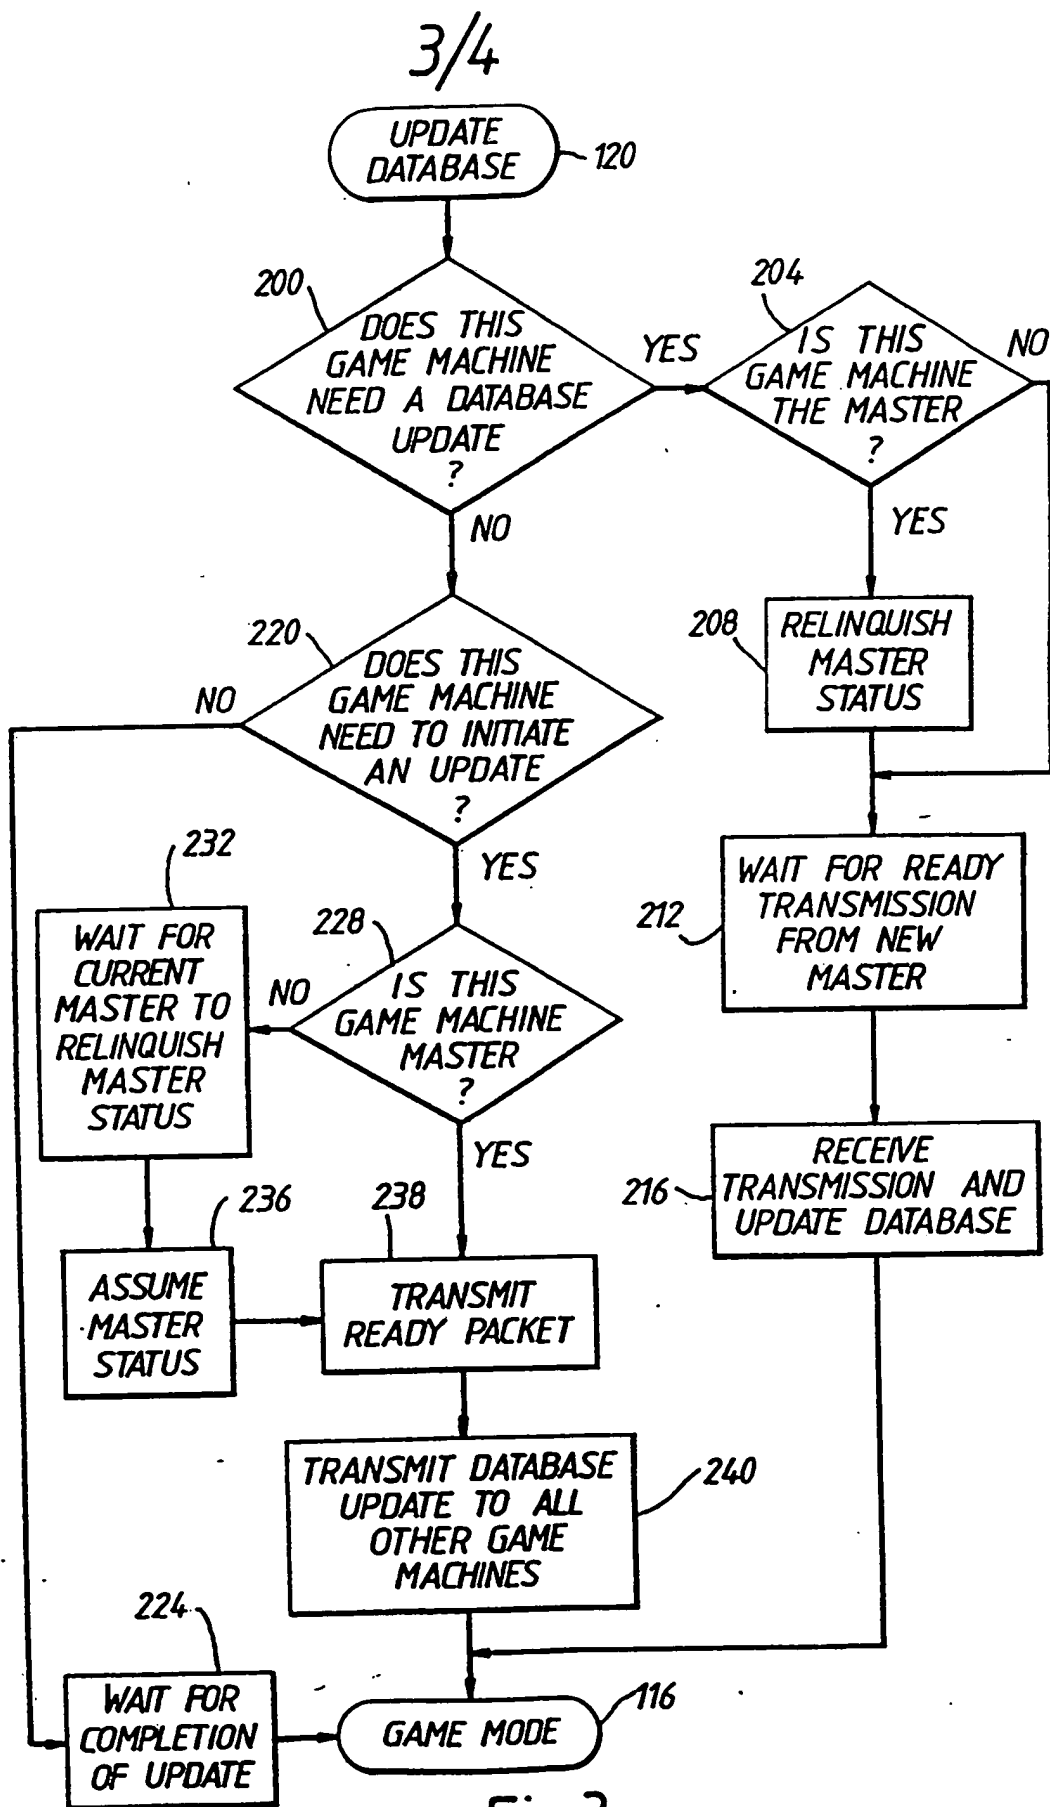 3/4
UPDATE
DATABASE
120
200
DOES THIS
GAME MACHINE
NEED A DATABASE
UPDATE
?
YES
204
IS THIS
GAME MACHINE
THE MASTER
?
NO
NO
YES
208
RELINQUISH
MASTER
STATUS
220
DOES THIS
GAME MACHINE
NEED TO INITIATE
AN UPDATE
?
NO
YES
212
WAIT FOR READY
TRANSMISSION
FROM NEW
MASTER
232
WAIT FOR
CURRENT
MASTER TO
RELINQUISH
MASTER
STATUS
228
IS THIS
GAME MACHINE
MASTER
?
NO
YES
216
RECEIVE
TRANSMISSION AND
UPDATE DATABASE
236
ASSUME
MASTER
STATUS
238
TRANSMIT
READY PACKET
TRANSMIT DATABASE
UPDATE TO ALL
OTHER GAME
MACHINES
240
224
WAIT FOR
COMPLETION
OF UPDATE
GAME MODE
116